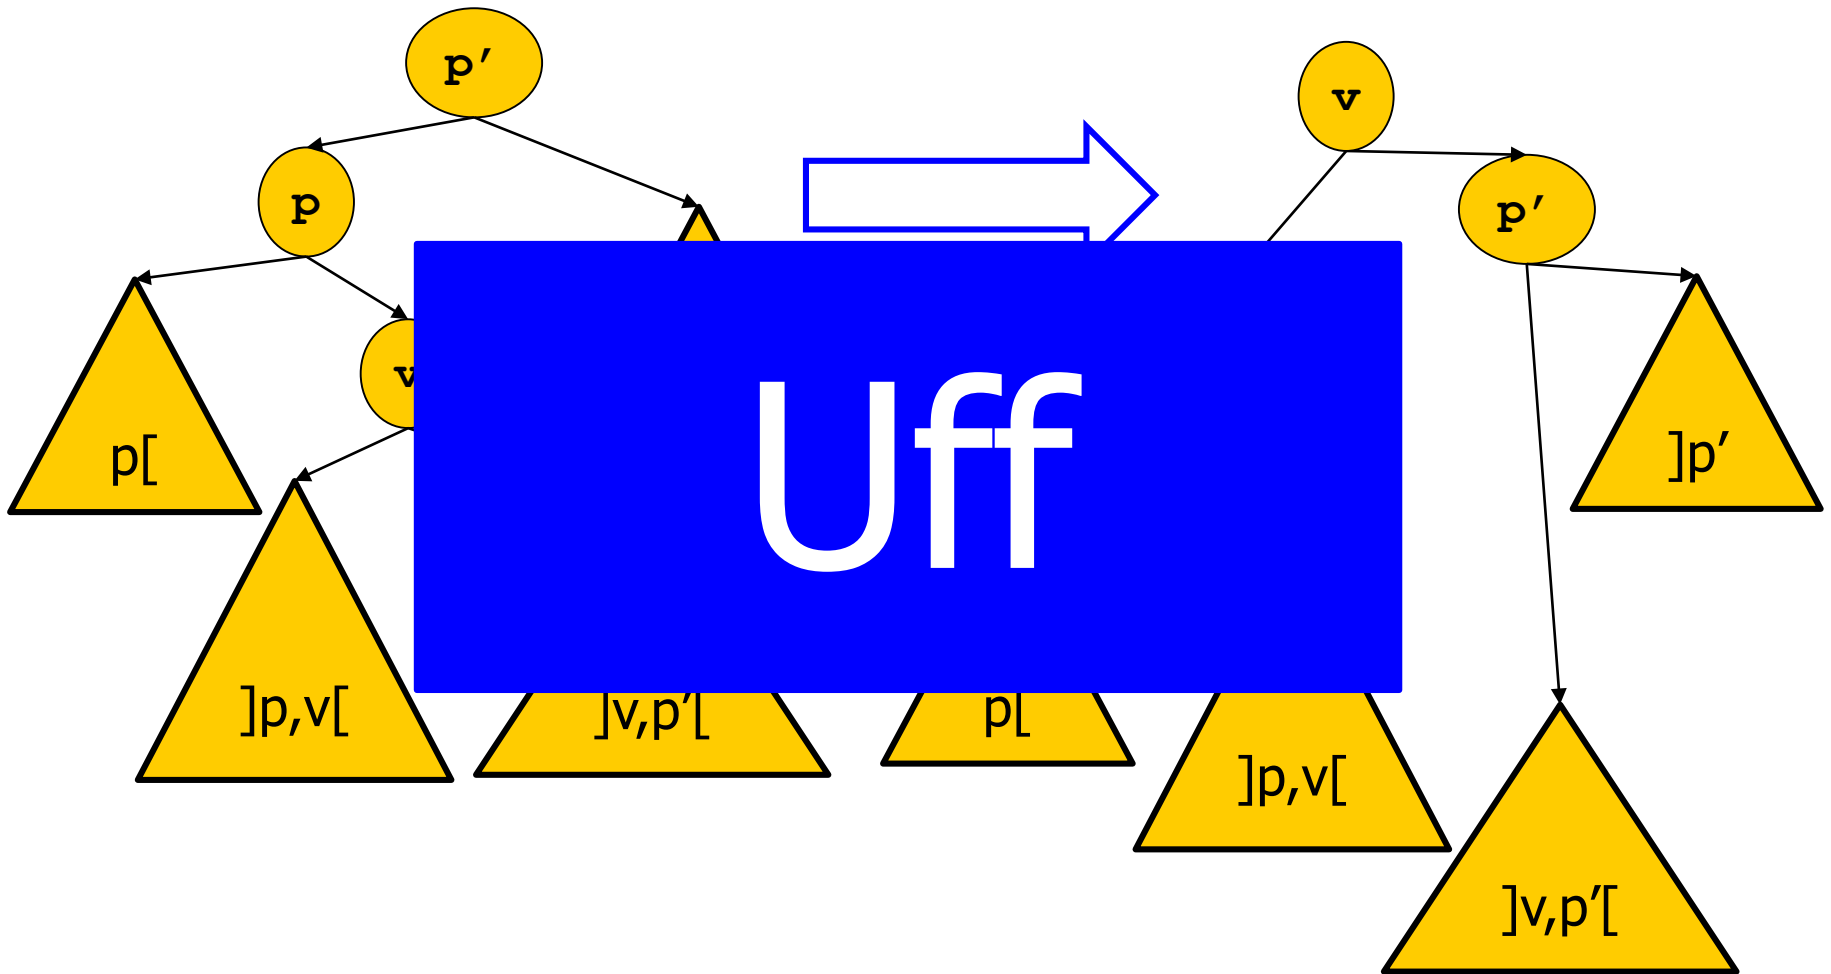 p′
v
p
p′
v
Uff
p[
]p′
]p,v[
]v,p′[
p[
]p,v[
]v,p′[